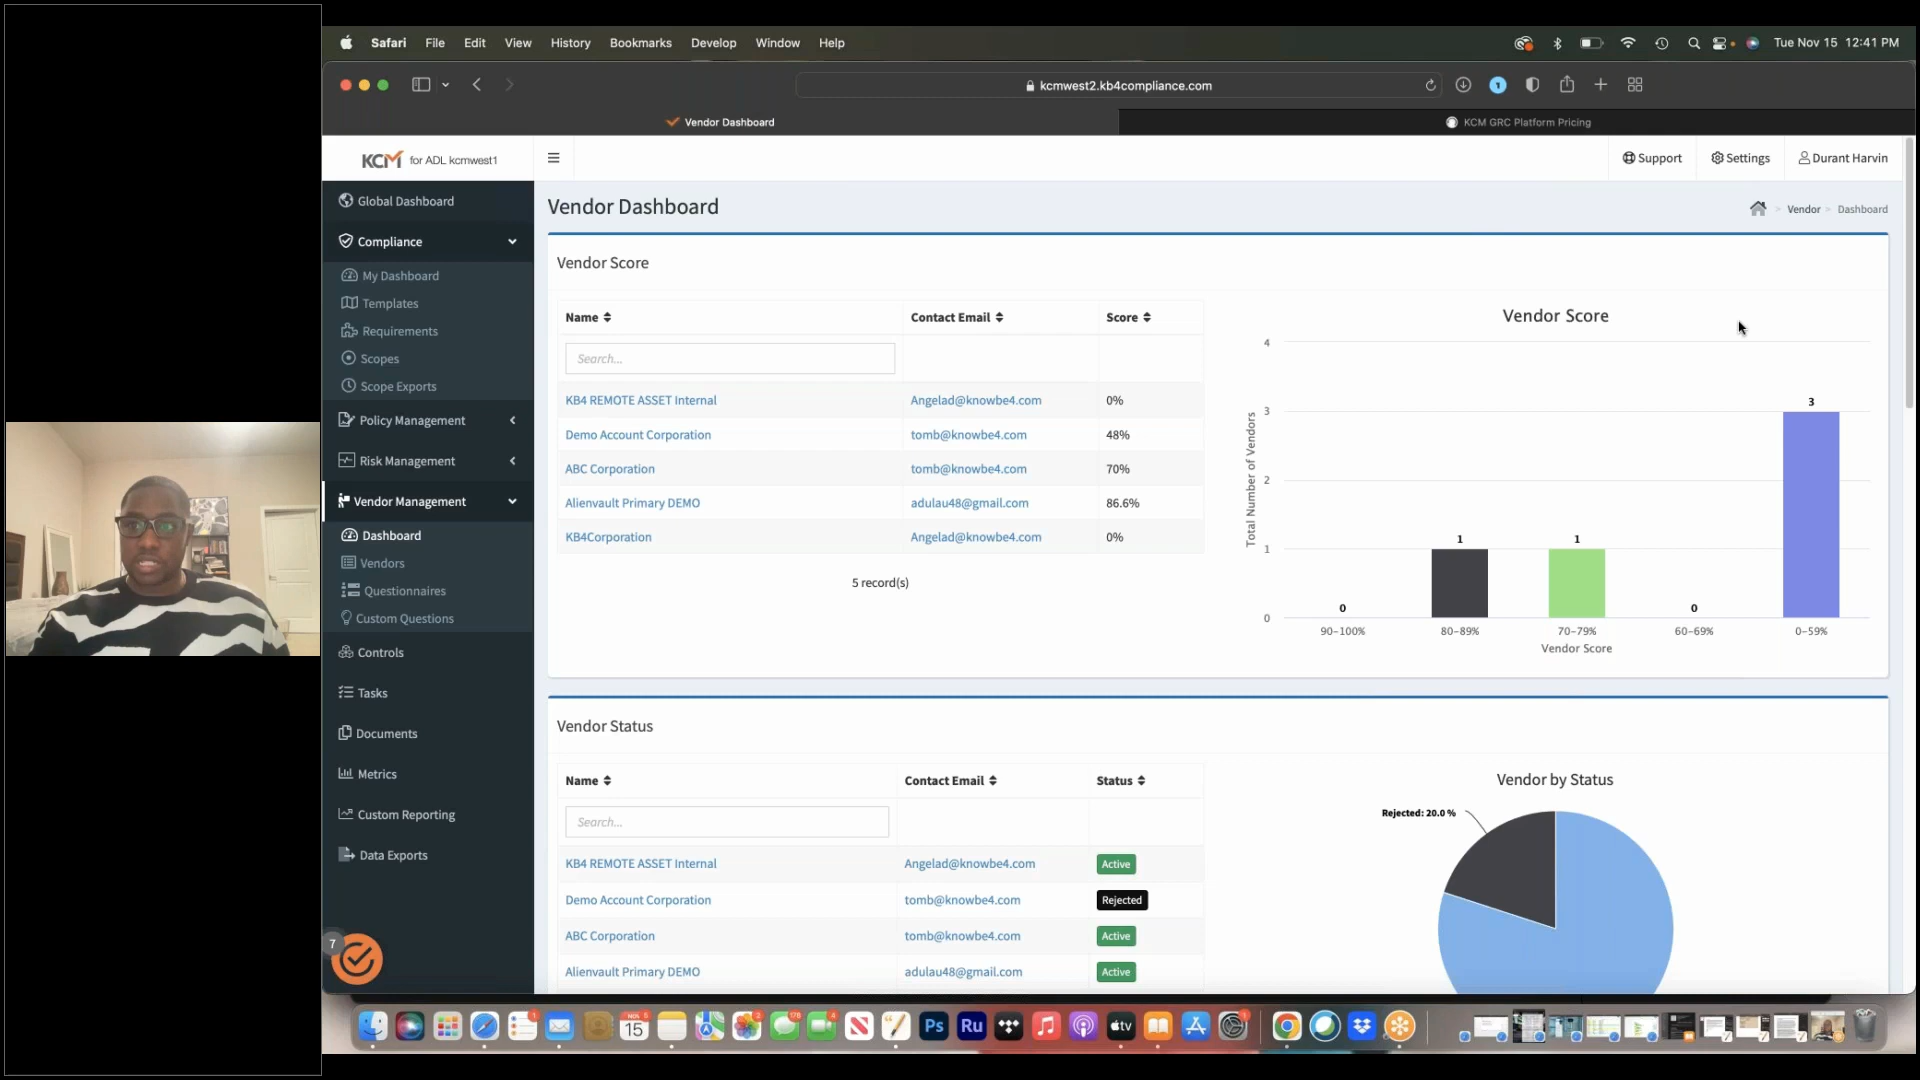 Safari File Edit View History Bookmarks Develop Window Help Tue Nov 15 12:41 PM
kcmwest2.kb4compliance.com
Vendor Dashboard
KCM GRC Platform Pricing
KCM for ADL kcmwest1
Support
Settings
Durant Harvin
Global Dashboard
Compliance
My Dashboard
Templates
Requirements
Scopes
Scope Exports
Policy Management
Risk Management
Vendor Management
Dashboard
Vendors
Questionnaires
Custom Questions
Controls
Tasks
Documents
Metrics
Custom Reporting
Data Exports
7
Vendor Dashboard
Vendor Dashboard
Vendor Score
Name Contact Email Score
Search...
KB4 REMOTE ASSET Internal Angelad@knowbe4.com 0%
Demo Account Corporation tomb@knowbe4.com 48%
ABC Corporation tomb@knowbe4.com 70%
Alienvault Primary DEMO adulau48@gmail.com 86.6%
KB4Corporation Angelad@knowbe4.com 0%
5 record(s)
Vendor Score
Total Number of Vendors
4
3
2
1
0
0
1
1
0
3
90-100% 80-89% 70-79% 60-69% 0-59%
Vendor Score
Vendor Status
Name Contact Email Status
Search...
KB4 REMOTE ASSET Internal Angelad@knowbe4.com Active
Demo Account Corporation tomb@knowbe4.com Rejected
ABC Corporation tomb@knowbe4.com Active
Alienvault Primary DEMO adulau48@gmail.com Active
Vendor by Status
Rejected: 20.0 %
NOV
15
Ps
Ru
tv